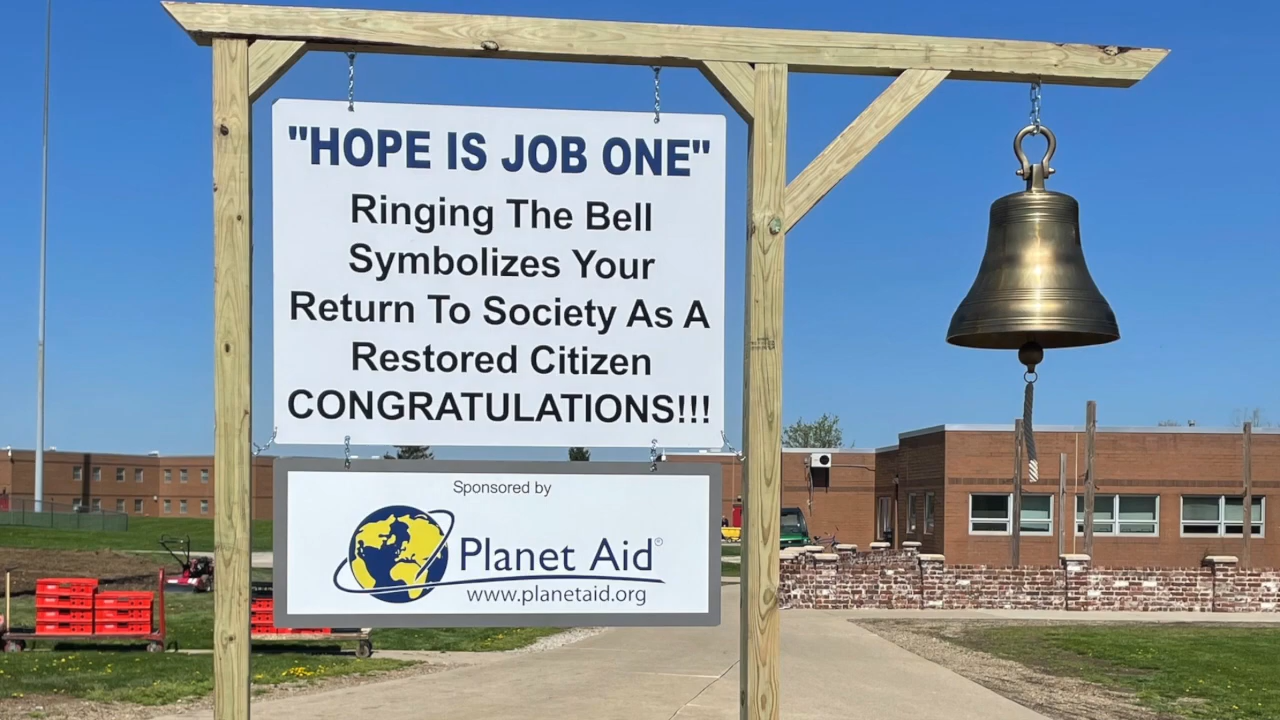 "HOPE IS JOB ONE"
Ringing The Bell
Symbolizes Your
Return To Society As A
Restored Citizen
CONGRATULATIONS!!!
Sponsored by
Planet Aid
www.planetaid.org